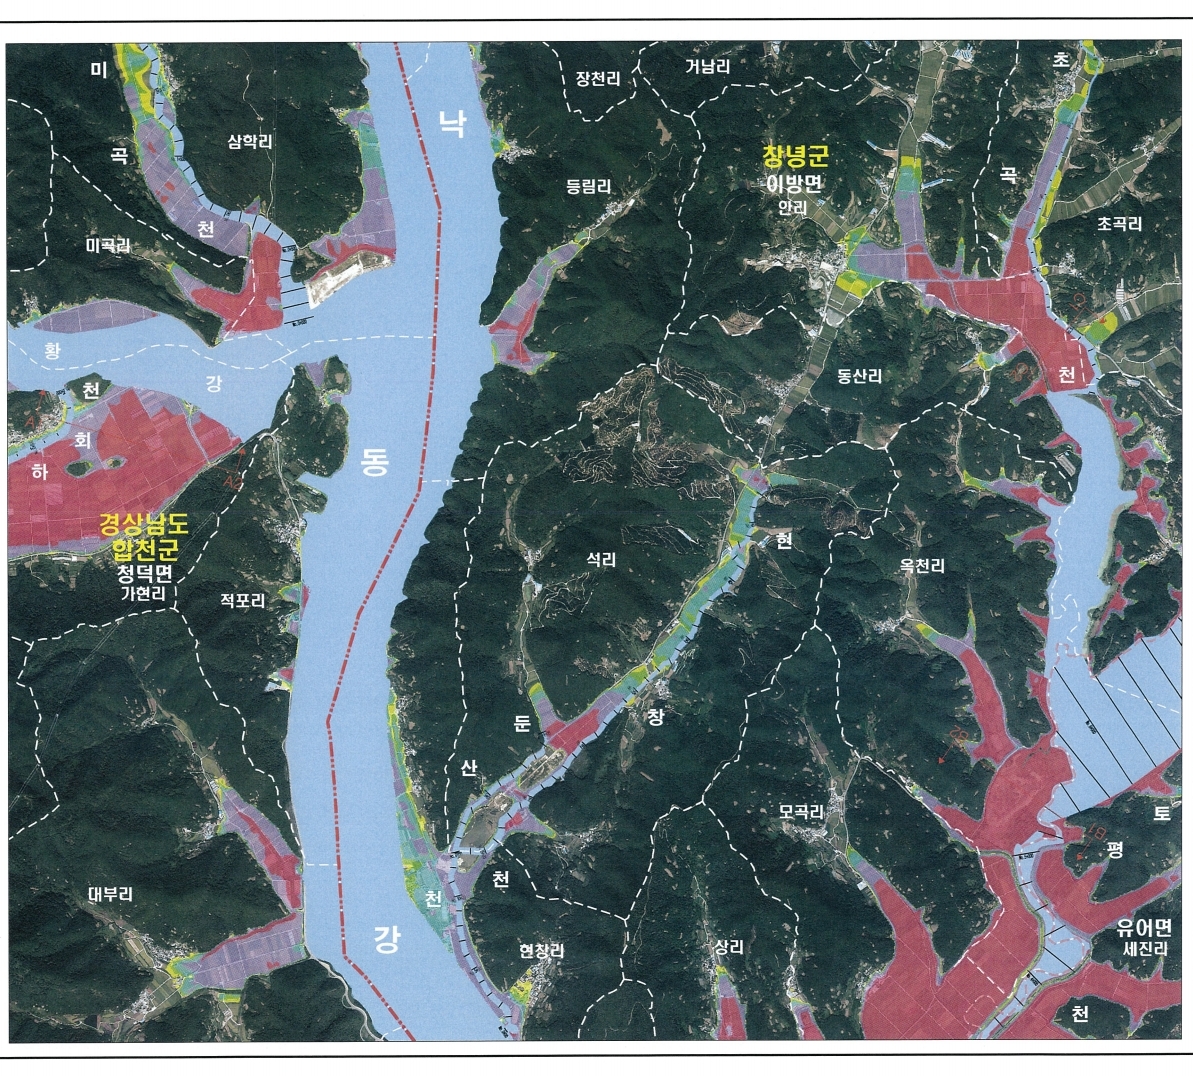 미
곡
천
삼학리
미곡리
낙
동
강
장천리
거남리
등림리
창녕군
이방면
안리
초
곡
천
초곡리
황
강
천
회
하
경상남도
합천군
청덕면
가현리
적포리
동산리
석리
현
창
둔
산
천
천
옥천리
모곡리
대부리
현창리
상리
토
평
천
유어면
세진리